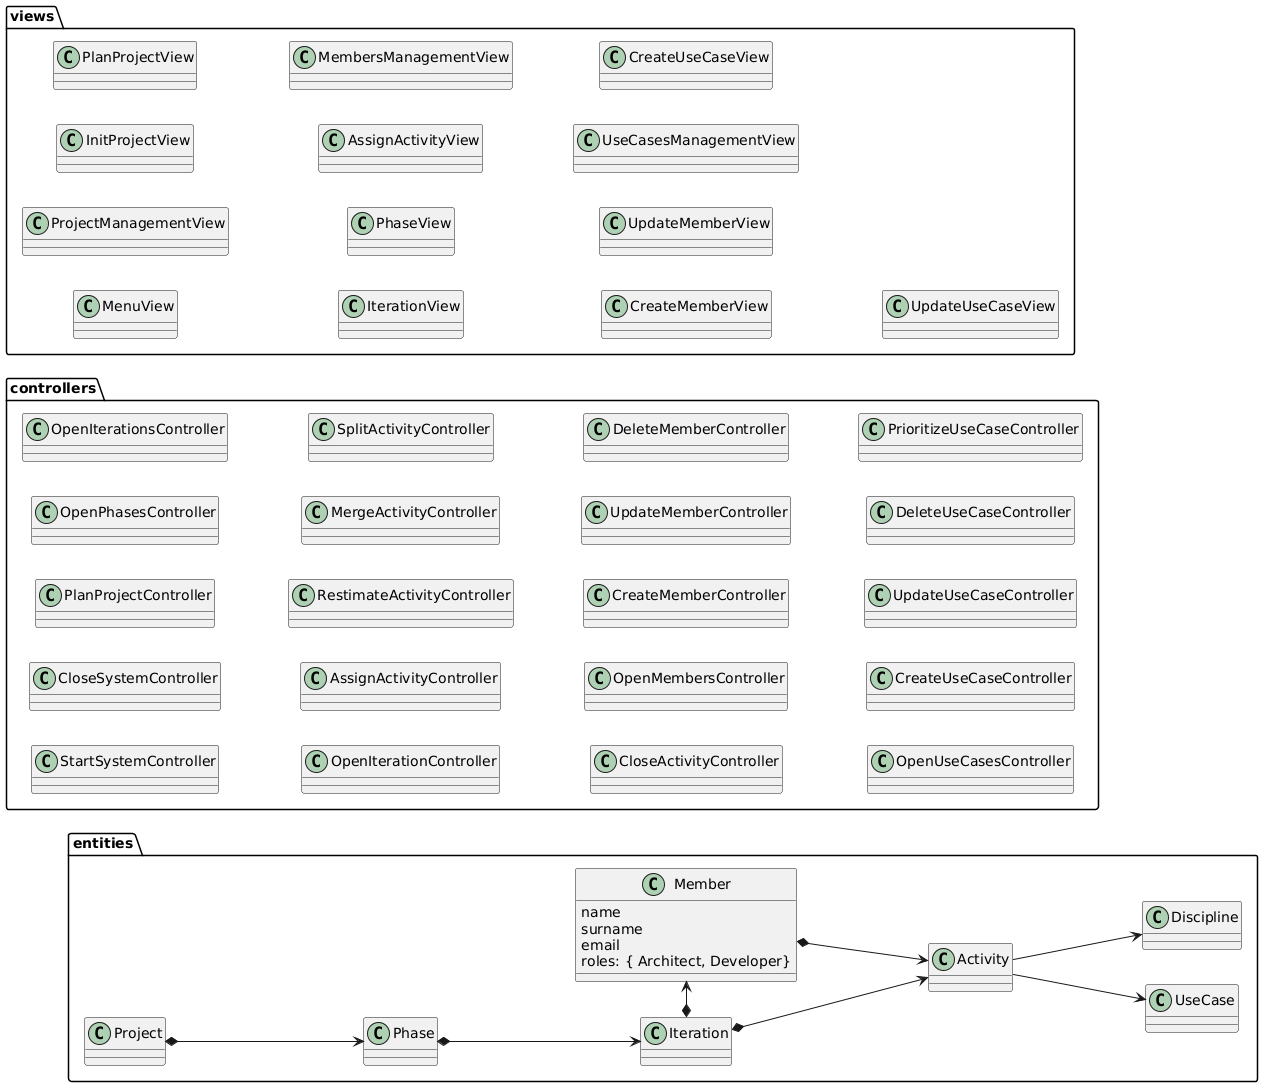 views
C PlanProjectView
C MembersManagementView
C CreateUseCaseView
C InitProjectView
C AssignActivityView
C UseCasesManagementView
C ProjectManagementView
C PhaseView
C UpdateMemberView
C MenuView
C IterationView
C CreateMemberView
C UpdateUseCaseView
controllers
C OpenIterationsController
C SplitActivityController
C DeleteMemberController
C PrioritizeUseCaseController
C OpenPhasesController
C MergeActivityController
C UpdateMemberController
C DeleteUseCaseController
C PlanProjectController
C RestimateActivityController
C CreateMemberController
C UpdateUseCaseController
C CloseSystemController
C AssignActivityController
C OpenMembersController
C CreateUseCaseController
C StartSystemController
C OpenIterationController
C CloseActivityController
C OpenUseCasesController
entities
C Member
name
surname
email
roles: { Architect, Developer}
C Discipline
C Activity
C UseCase
C Project
C Phase
C Iteration